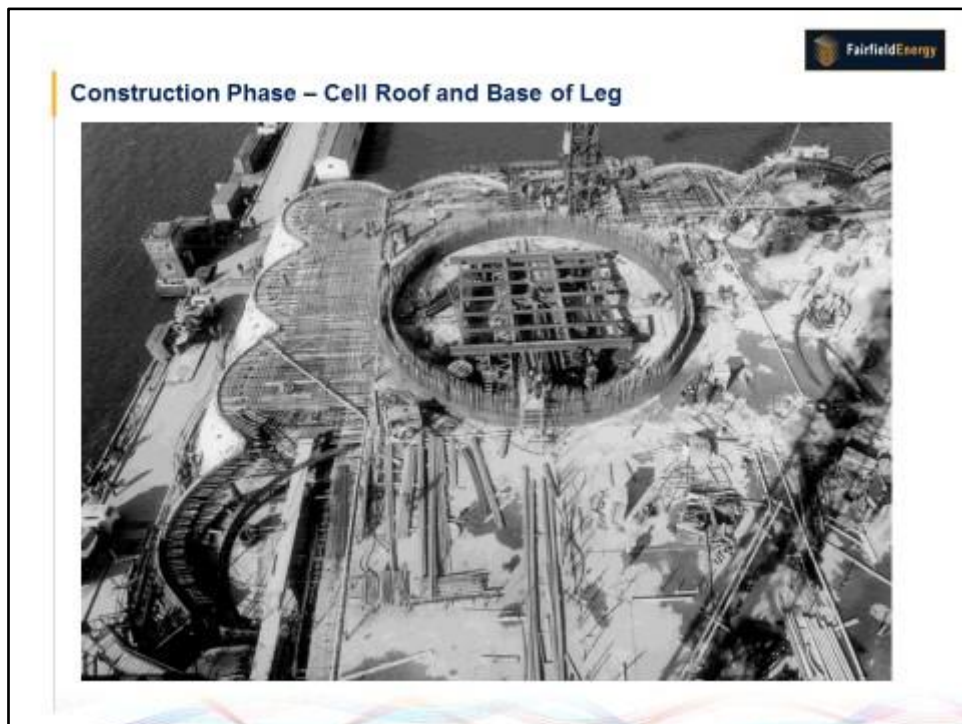 FairfieldEnergy
Construction Phase – Cell Roof and Base of Leg